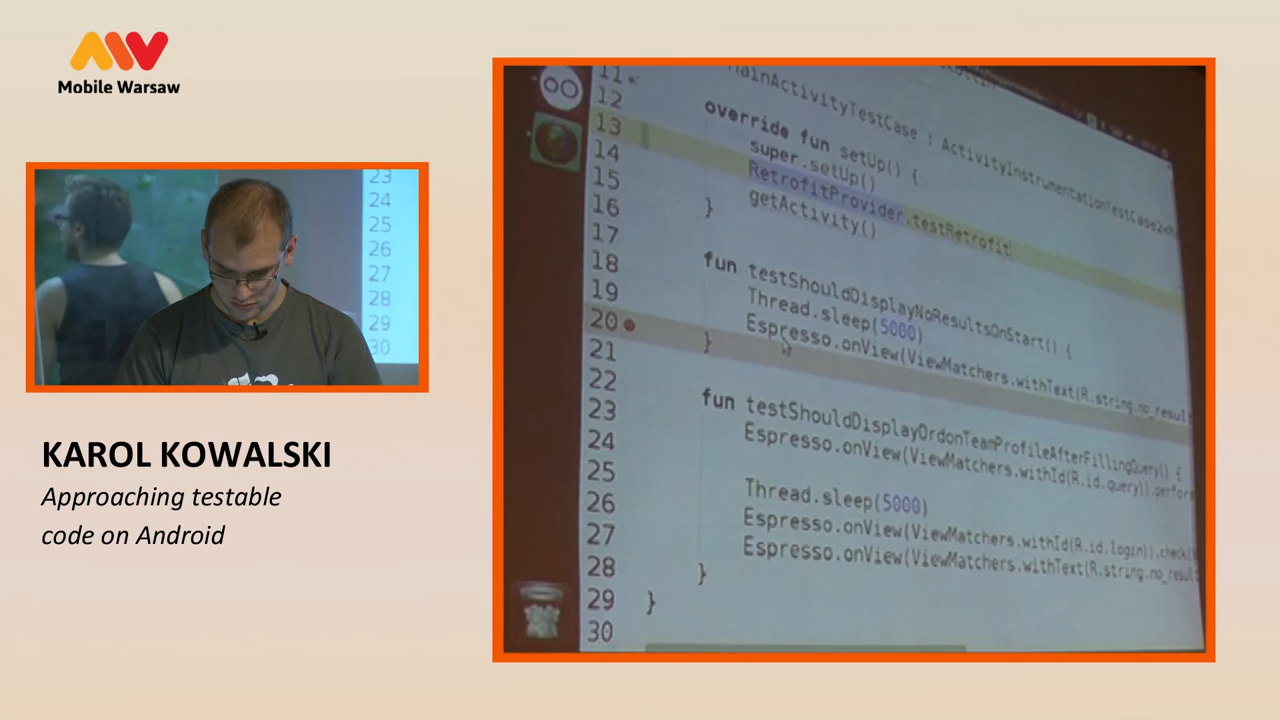 Mobile Warsaw
23
24
25
26
27
28
29
30
KAROL KOWALSKI
Approaching testable
code on Android
11
MainActivityTestCase : ActivityInstrumentationTestCase2
12
13 override fun setUp() {
14 super.setUp()
15 RetrofitProvider.testRetrofit
16 getActivity()
17 }
18
19 fun testShouldDisplayNoResultsOnStart() {
20 Thread.sleep(5000)
21 Espresso.onView(ViewMatchers.withText(R.string.no_result
22 }
23 fun testShouldDisplayOrdonTeamProfileAfterFillingQuery() {
24 Espresso.onView(ViewMatchers.withId(R.id.query)).perform
25
26 Thread.sleep(5000)
27 Espresso.onView(ViewMatchers.withId(R.id.login)).check(
28 Espresso.onView(ViewMatchers.withText(R.string.no_result
29 }
30 }